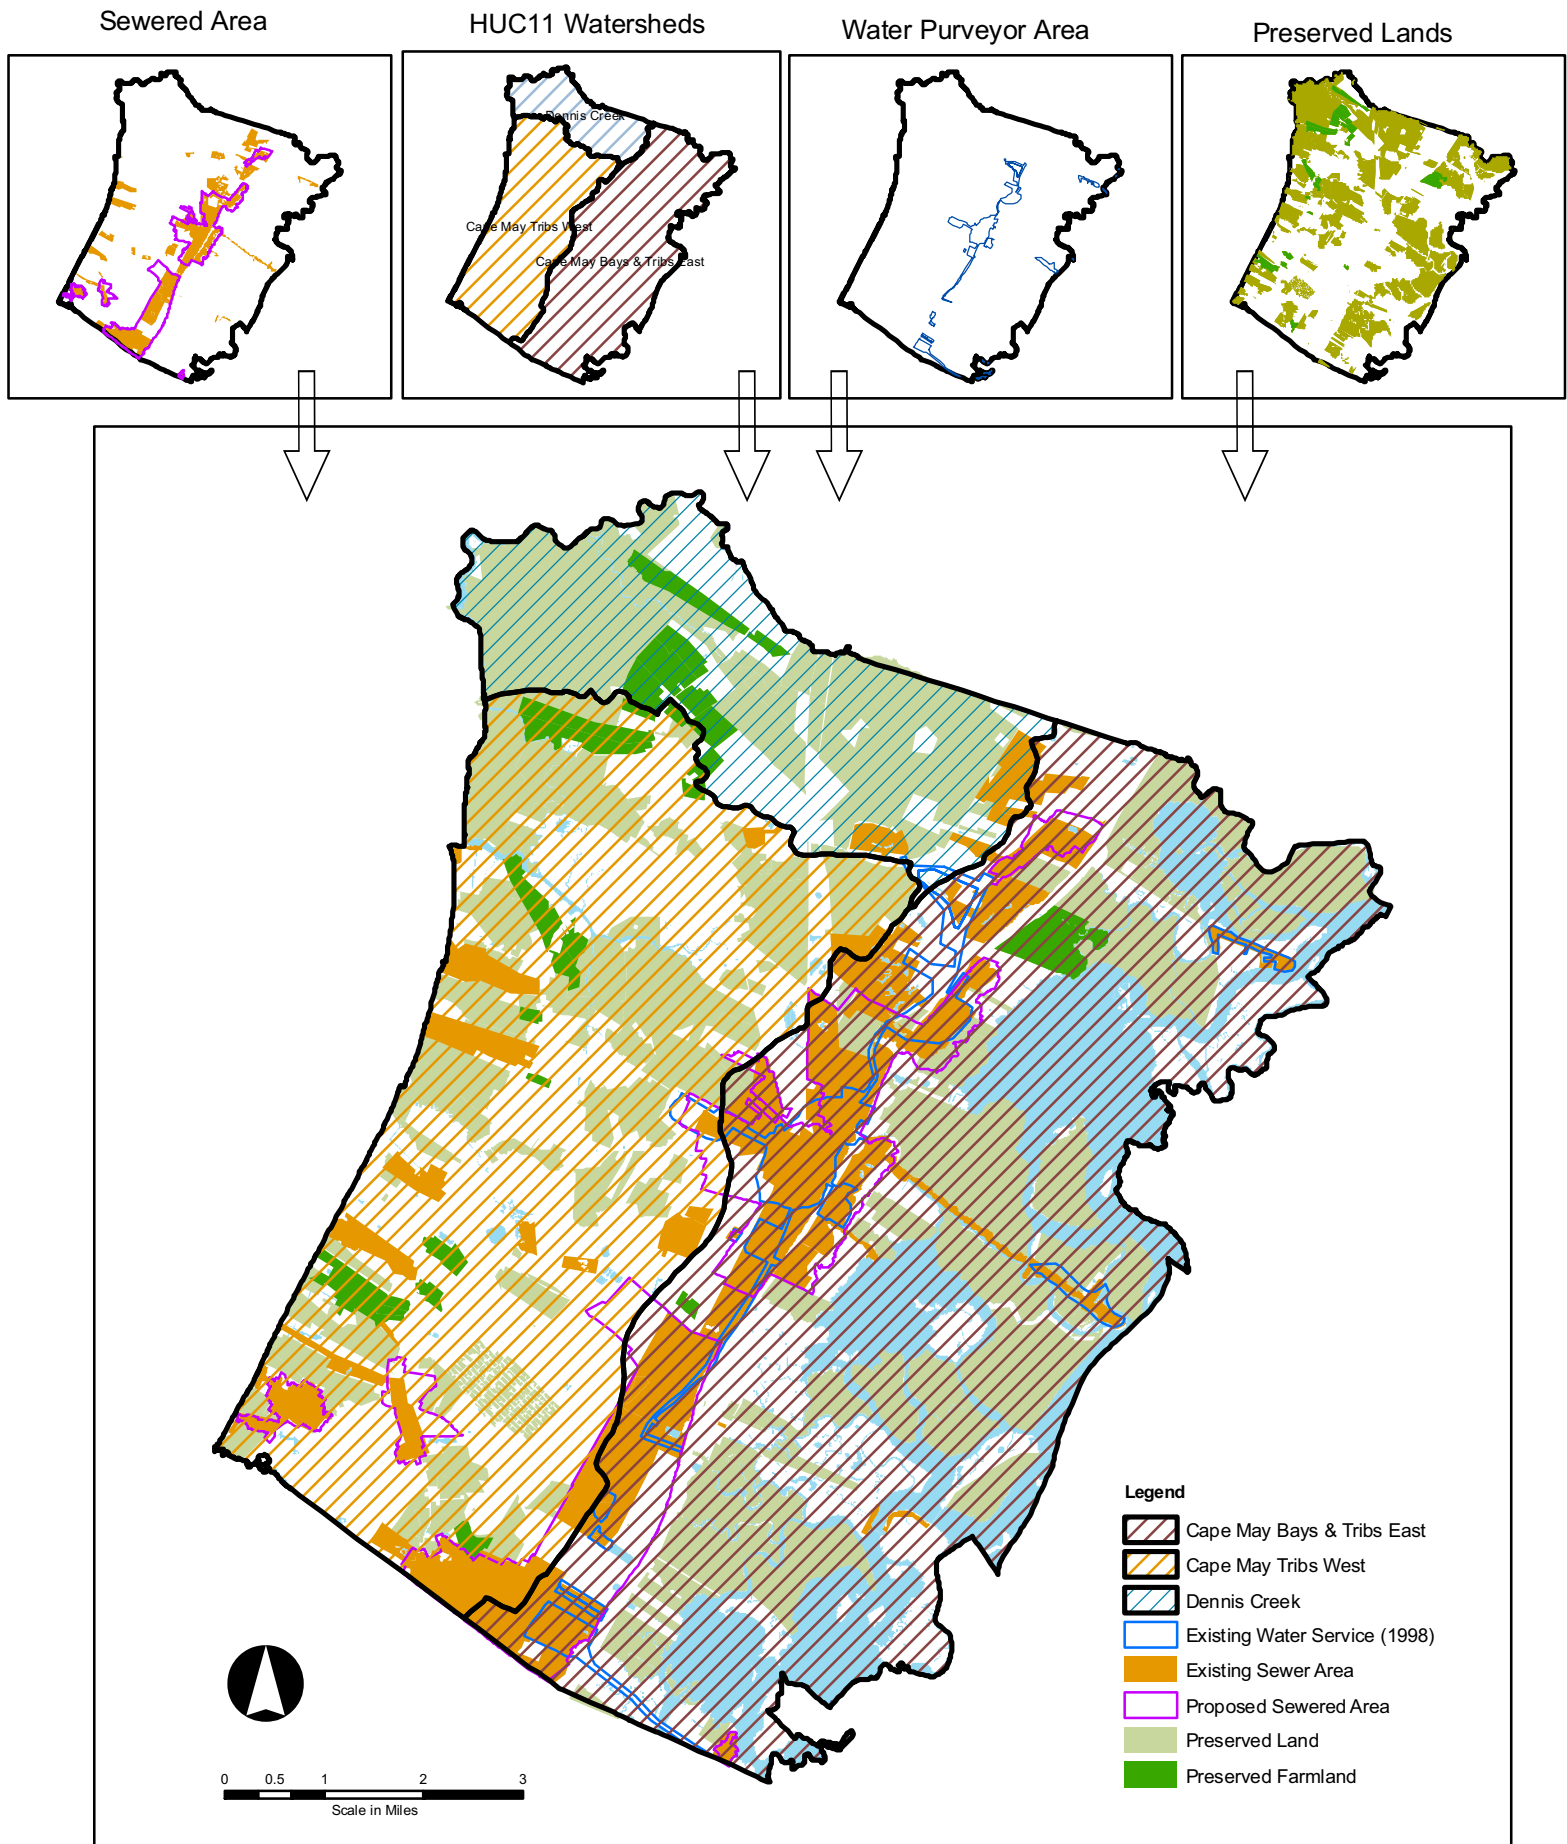 Sewered Area
HUC11 Watersheds
Water Purveyor Area
Preserved Lands
Dennis Creek
Cape May Tribs West
Cape May Bays & Tribs East
Legend
Cape May Bays & Tribs East
Cape May Tribs West
Dennis Creek
Existing Water Service (1998)
Existing Sewer Area
Proposed Sewered Area
Preserved Land
Preserved Farmland
0 0.5 1 2 3
Scale in Miles